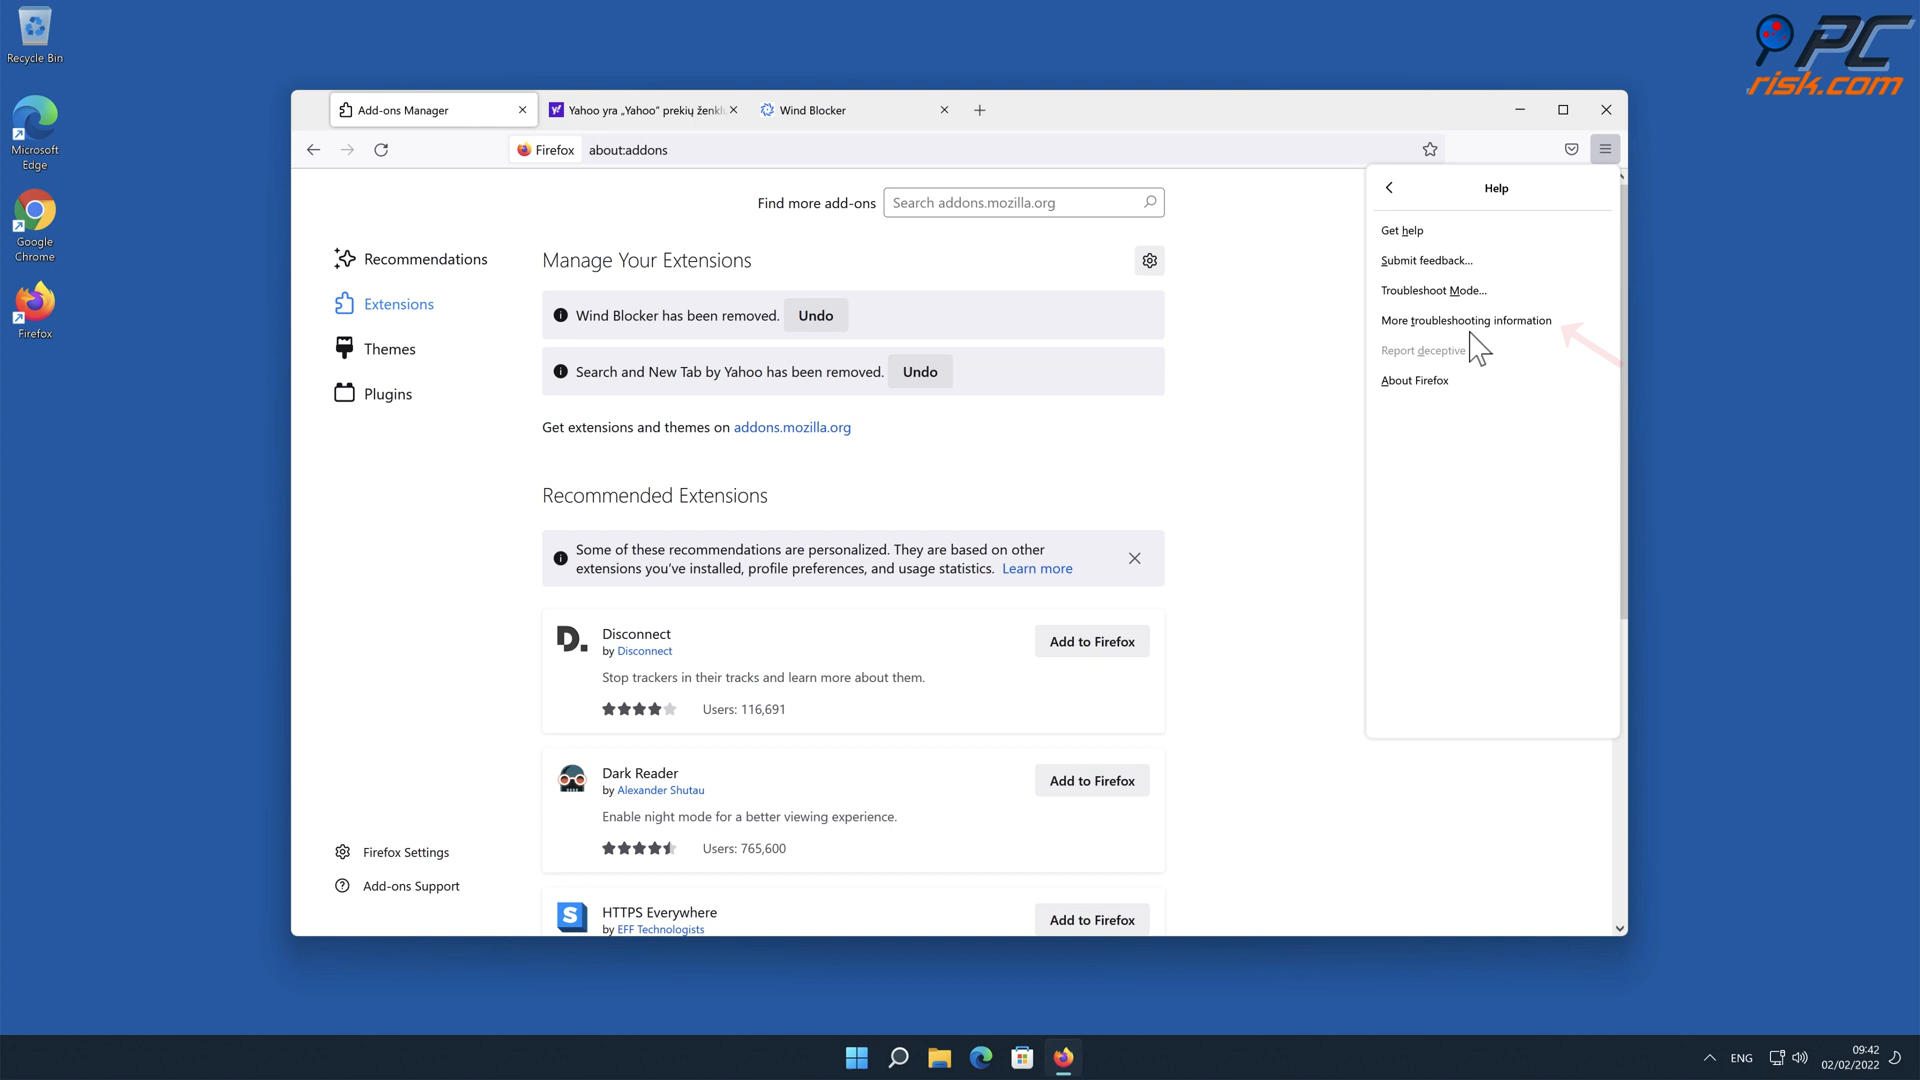 Recycle Bin
Microsoft
Edge
Google
Chrome
Firefox
PC
risk.com
Add-ons Manager
Yahoo yra „Yahoo“ prekių ženklu
Wind Blocker
Firefox
about:addons
Find more add-ons
Search addons.mozilla.org
Recommendations
Extensions
Themes
Plugins
Firefox Settings
Add-ons Support
Manage Your Extensions
Wind Blocker has been removed.
Undo
Search and New Tab by Yahoo has been removed.
Undo
Get extensions and themes on addons.mozilla.org
Recommended Extensions
Some of these recommendations are personalized. They are based on other
extensions you've installed, profile preferences, and usage statistics. Learn more
D.
Disconnect
by Disconnect
Stop trackers in their tracks and learn more about them.
Users: 116,691
Add to Firefox
Dark Reader
by Alexander Shutau
Enable night mode for a better viewing experience.
Users: 765,600
Add to Firefox
S
HTTPS Everywhere
by EFF Technologists
Add to Firefox
Help
Get help
Submit feedback...
Troubleshoot Mode...
More troubleshooting information
Report deceptive
About Firefox
ENG
09:42
02/02/2022